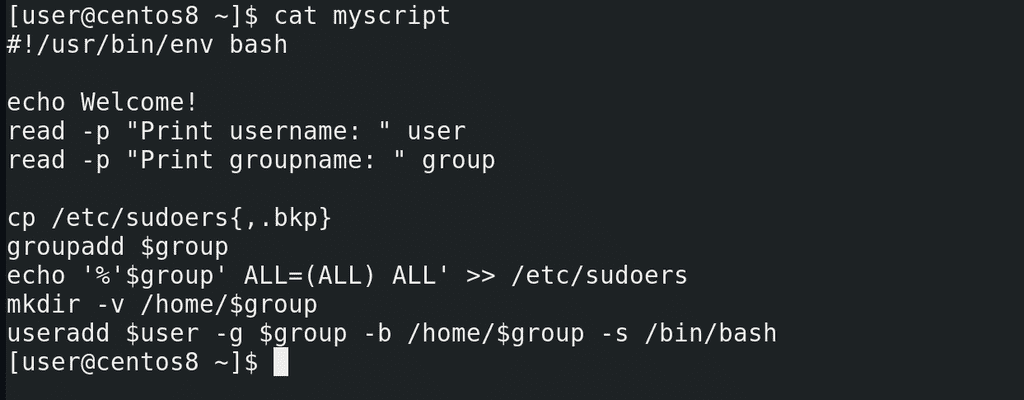 [user@centos8 ~]$ cat myscript
#!/usr/bin/env bash
echo Welcome!
read -p "Print username: " user
read -p "Print groupname: " group
cp /etc/sudoers{,.bkp}
groupadd $group
echo '%'$group' ALL=(ALL) ALL' >> /etc/sudoers
mkdir -v /home/$group
useradd $user -g $group -b /home/$group -s /bin/bash
[user@centos8 ~]$